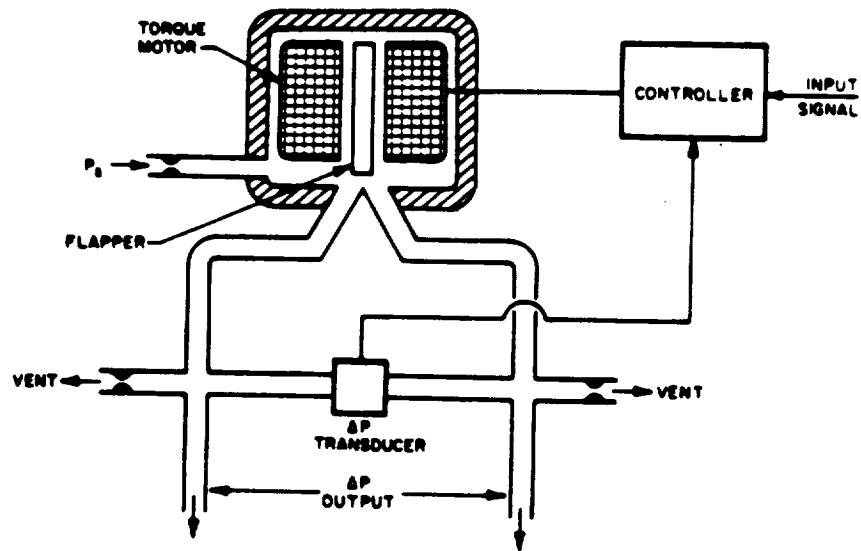 TORQUE
MOTOR
CONTROLLER
INPUT
SIGNAL
Ps
FLAPPER
VENT
VENT
ΔP
TRANSDUCER
ΔP
OUTPUT